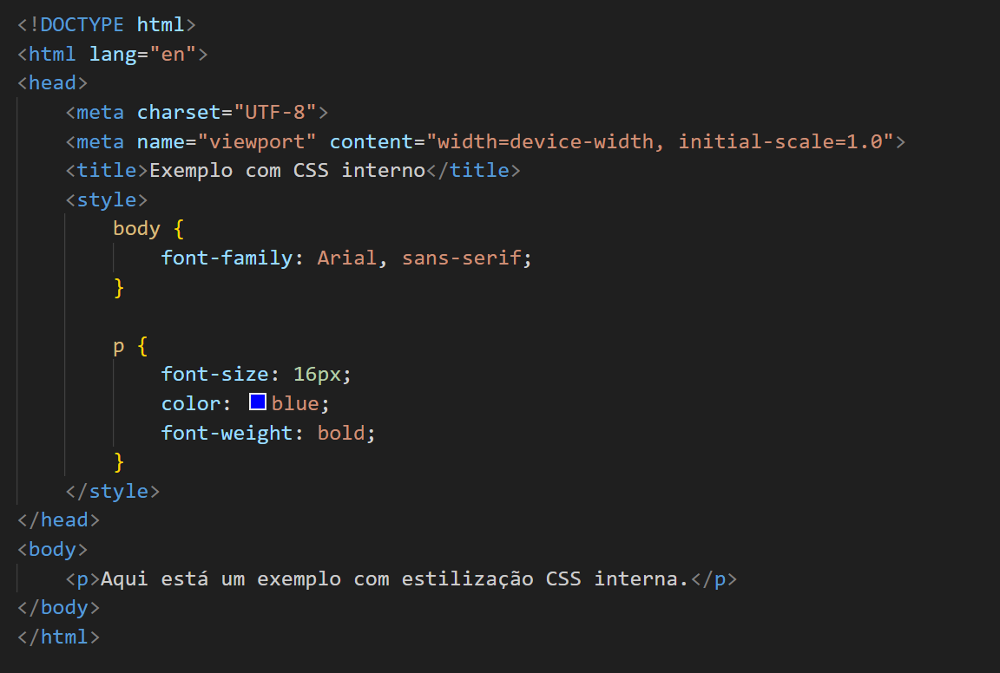 <!DOCTYPE html>
<html lang="en">
<head>
    <meta charset="UTF-8">
    <meta name="viewport" content="width=device-width, initial-scale=1.0">
    <title>Exemplo com CSS interno</title>
    <style>
        body {
            font-family: Arial, sans-serif;
        }

        p {
            font-size: 16px;
            color: blue;
            font-weight: bold;
        }
    </style>
</head>
<body>
    <p>Aqui está um exemplo com estilização CSS interna.</p>
</body>
</html>